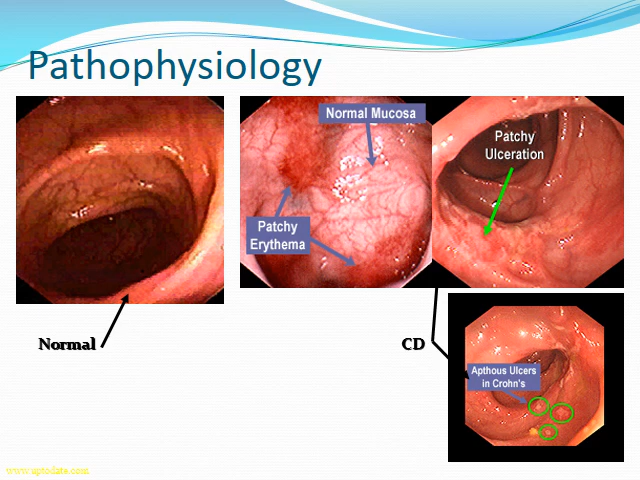 Pathophysiology
Normal Mucosa
Patchy
Ulceration
Patchy
Erythema
Normal
CD
Apthous Ulcers
in Crohn's
www.uptodate.com